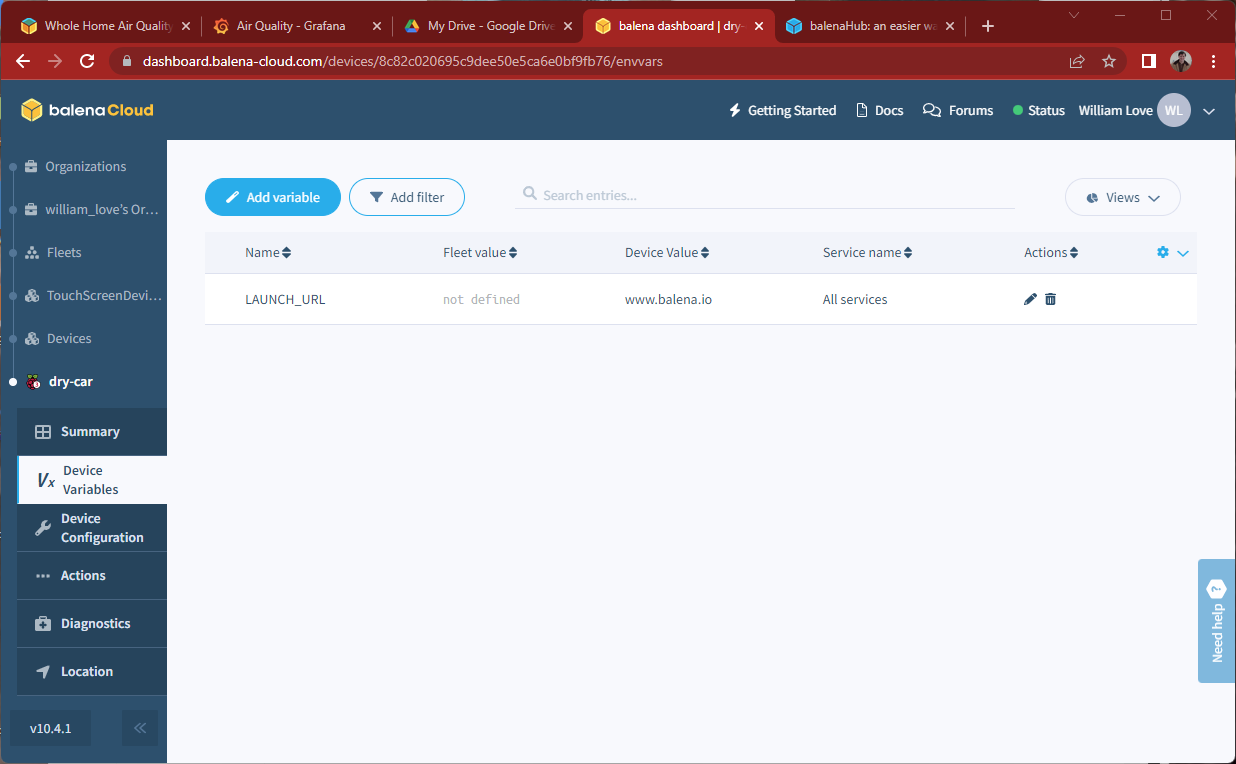 Whole Home Air Quality
Air Quality - Grafana
My Drive - Google Drive
balena dashboard | dry-
balenaHub: an easier wa
dashboard.balena-cloud.com/devices/8c82c020695c9dee50e5ca6e0bf9fb76/envvars
balenaCloud
Getting Started
Docs
Forums
Status
William Love
WL
Organizations
william_love's Or...
Fleets
TouchScreenDevi...
Devices
dry-car
Summary
Vx
Device
Variables
Device
Configuration
Actions
Diagnostics
Location
v10.4.1
Add variable
Add filter
Search entries...
Views
Name Fleet value Device Value Service name Actions
LAUNCH_URL not defined www.balena.io All services
Need help
?